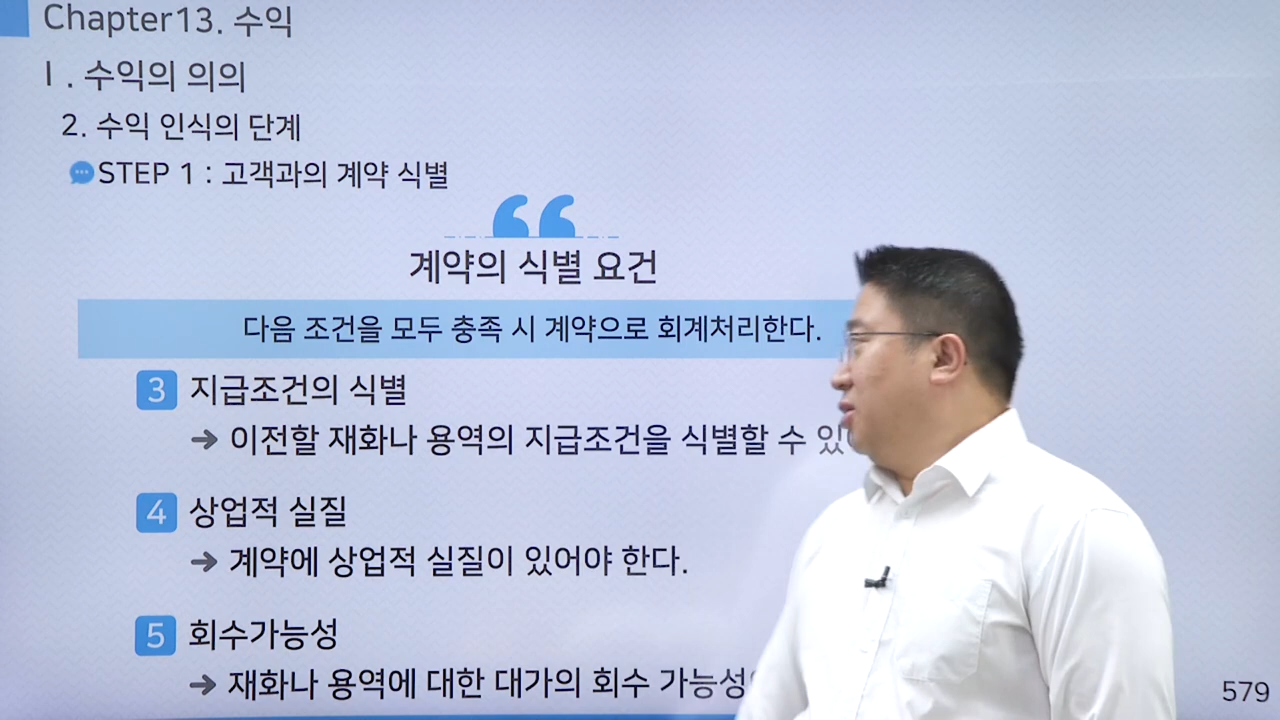 Chapter13. 수익
Ⅰ. 수익의 의의
2. 수익 인식의 단계
STEP 1 : 고객과의 계약 식별
계약의 식별 요건
다음 조건을 모두 충족 시 계약으로 회계처리한다.
3 지급조건의 식별
➔ 이전할 재화나 용역의 지급조건을 식별할 수
4 상업적 실질
➔ 계약에 상업적 실질이 있어야 한다.
5 회수가능성
➔ 재화나 용역에 대한 대가의 회수 가능성
579